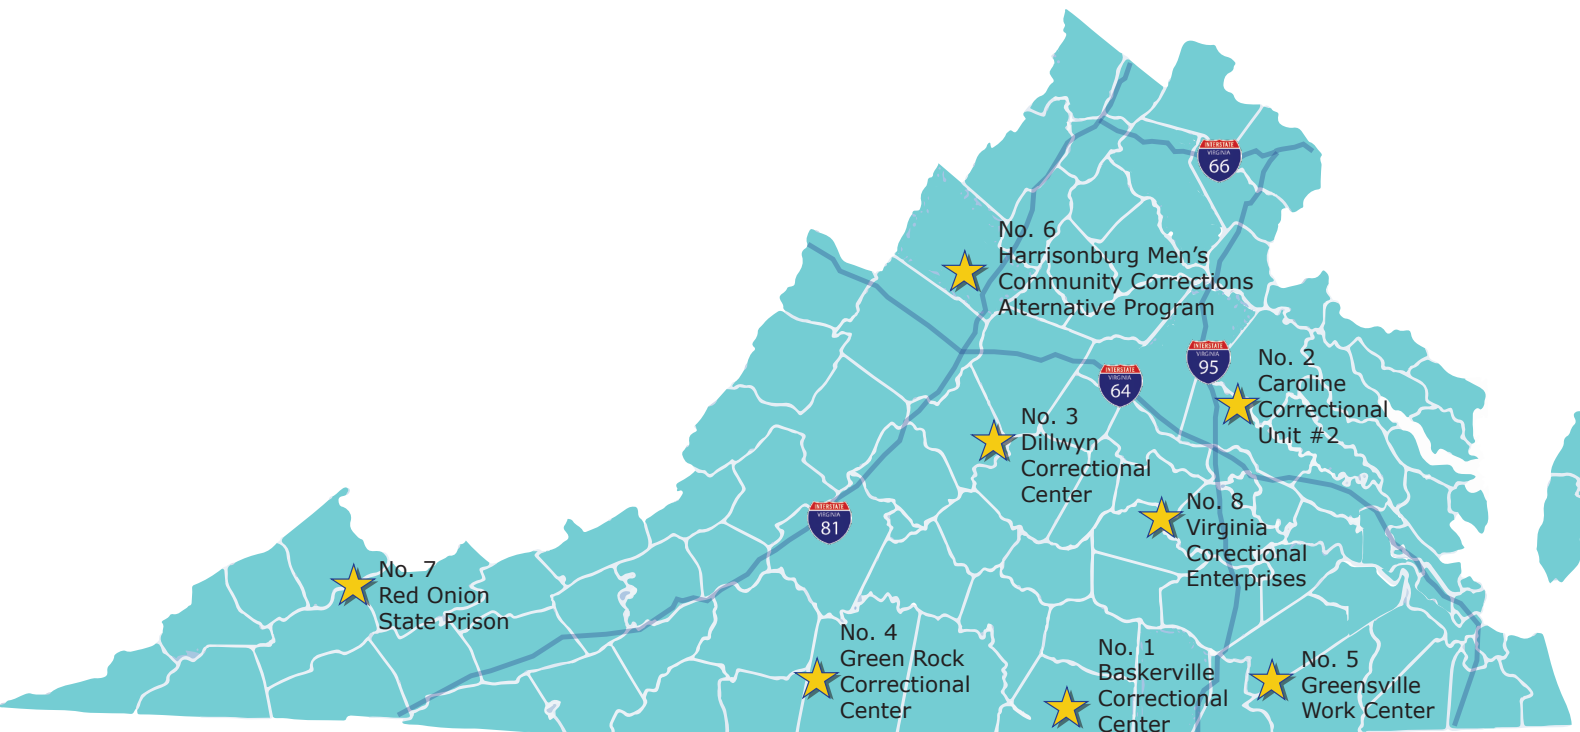 INTERSTATE
VIRGINIA
66
No. 6
Harrisonburg Men’s
Community Corrections
Alternative Program
INTERSTATE
VIRGINIA
95
INTERSTATE
VIRGINIA
64
No. 2
Caroline
Correctional
Unit #2
No. 3
Dillwyn
Correctional
Center
INTERSTATE
VIRGINIA
81
No. 8
Virginia
Corectional
Enterprises
No. 7
Red Onion
State Prison
No. 4
Green Rock
Correctional
Center
No. 1
Baskerville
Correctional
Center
No. 5
Greensville
Work Center